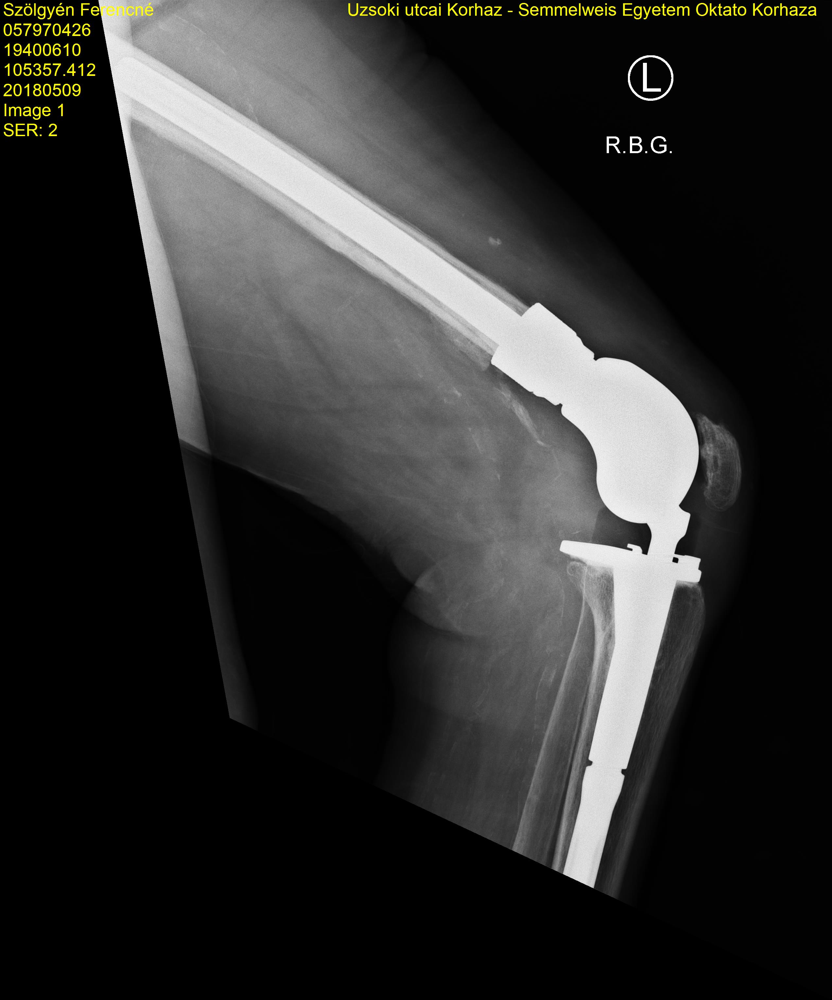 Szölgyén Ferencné
057970426
19400610
105357.412
20180509
Image 1
SER: 2
Uzsoki utcai Korhaz - Semmelweis Egyetem Oktato Korhaza
L
R.B.G.